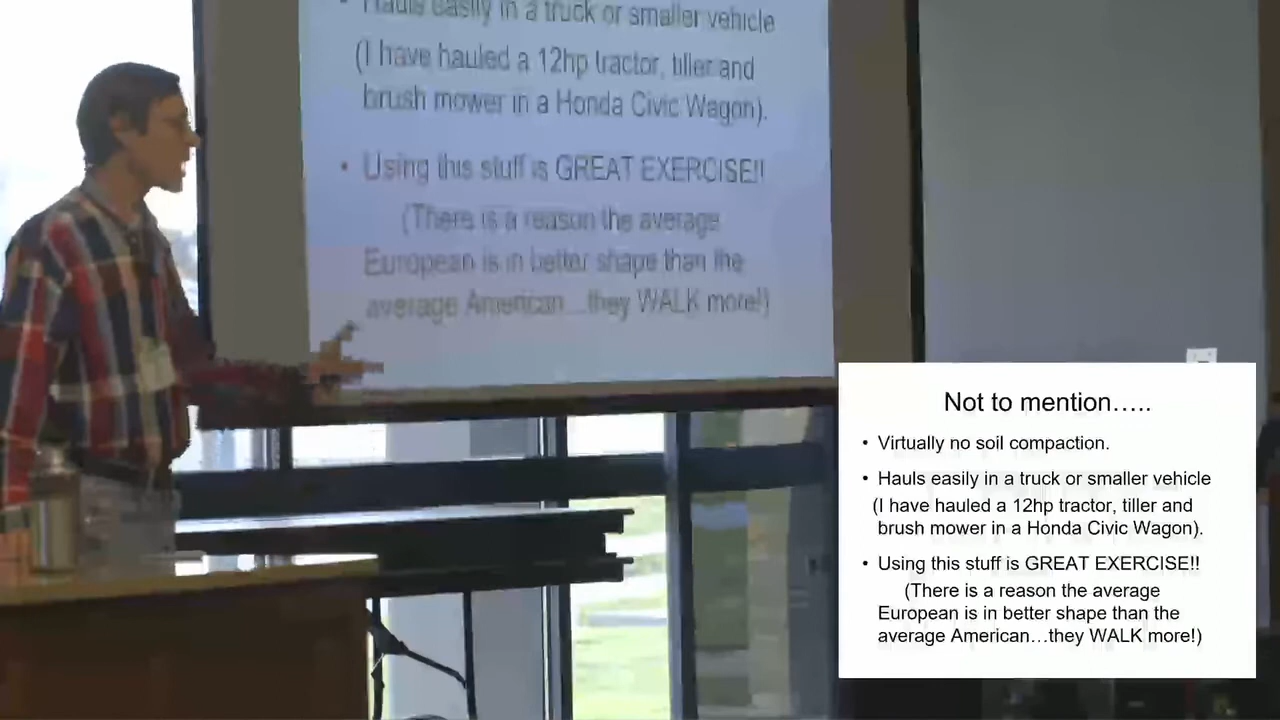 Hauls easily in a truck or smaller vehicle
(I have hauled a 12hp tractor, tiller and
brush mower in a Honda Civic Wagon).
• Using this stuff is GREAT EXERCISE!!
(There is a reason the average
European is in better shape than the
average American...they WALK more!)
Not to mention…..
• Virtually no soil compaction.
• Hauls easily in a truck or smaller vehicle
(I have hauled a 12hp tractor, tiller and
brush mower in a Honda Civic Wagon).
• Using this stuff is GREAT EXERCISE!!
(There is a reason the average
European is in better shape than the
average American…they WALK more!)